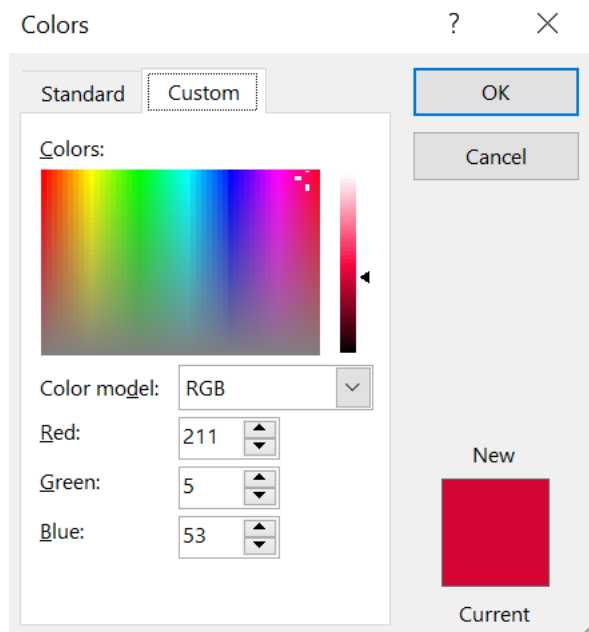 Colors ?
Standard Custom
OK
Cancel
Colors:
Color model: RGB
Red: 211
Green: 5
Blue: 53
New
Current